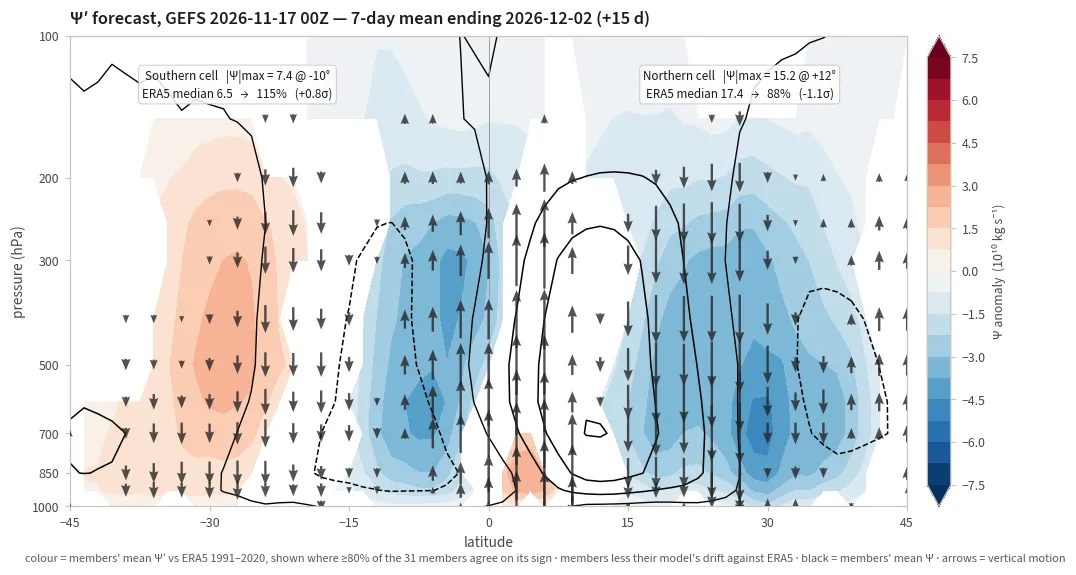 Ψ′ forecast, GEFS 2026-11-17 00Z — 7-day mean ending 2026-12-02 (+15 d)
100
200
300
500
700
850
1000
pressure (hPa)
Southern cell |Ψ|max = 7.4 @ -10°
ERA5 median 6.5 → 115% (+0.8σ)
Northern cell |Ψ|max = 15.2 @ +12°
ERA5 median 17.4 → 88% (-1.1σ)
−45
−30
−15
0
15
30
45
latitude
7.5
6.0
4.5
3.0
1.5
0.0
−1.5
−3.0
−4.5
−6.0
−7.5
Ψ anomaly (10¹⁰ kg s⁻¹)
colour = members' mean Ψ′ vs ERA5 1991–2020, shown where ≥80% of the 31 members agree on its sign · members less their model's drift against ERA5 · black = members' mean Ψ · arrows = vertical motion